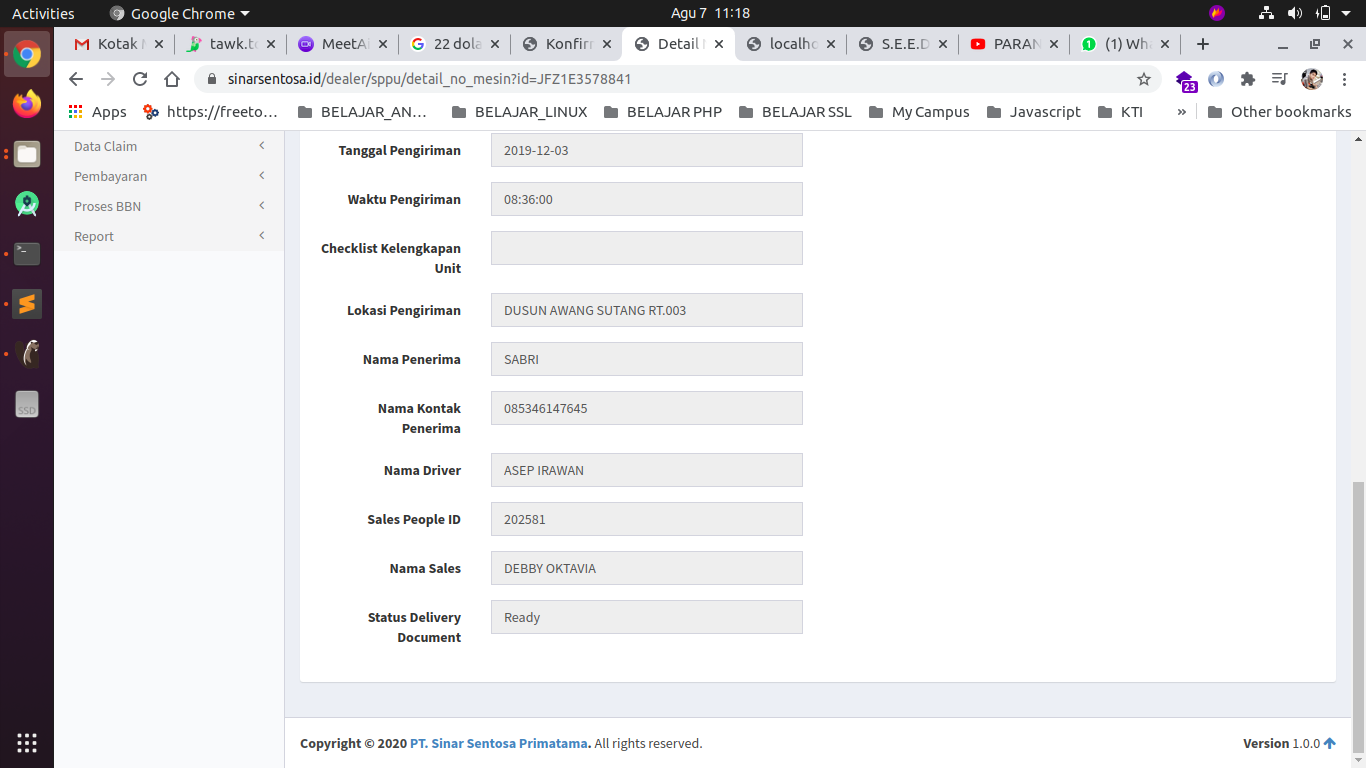 Activities
Google Chrome
Agu 7 11:18
Kotak
tawk.t
MeetA
22 dola
Konfir
Detail
localho
S.E.E.D
PARAN
(1) Wh
sinarsentosa.id/dealer/sppu/detail_no_mesin?id=JFZ1E3578841
23
Apps
https://freeto...
BELAJAR_AN...
BELAJAR_LINUX
BELAJAR PHP
BELAJAR SSL
My Campus
Javascript
KTI
»
Other bookmarks
Data Claim
Pembayaran
Proses BBN
Report
Tanggal Pengiriman
2019-12-03
Waktu Pengiriman
08:36:00
Checklist Kelengkapan
Unit
Lokasi Pengiriman
DUSUN AWANG SUTANG RT.003
Nama Penerima
SABRI
Nama Kontak
Penerima
085346147645
Nama Driver
ASEP IRAWAN
Sales People ID
202581
Nama Sales
DEBBY OKTAVIA
Status Delivery
Document
Ready
SSD
Copyright © 2020 PT. Sinar Sentosa Primatama. All rights reserved.
Version 1.0.0